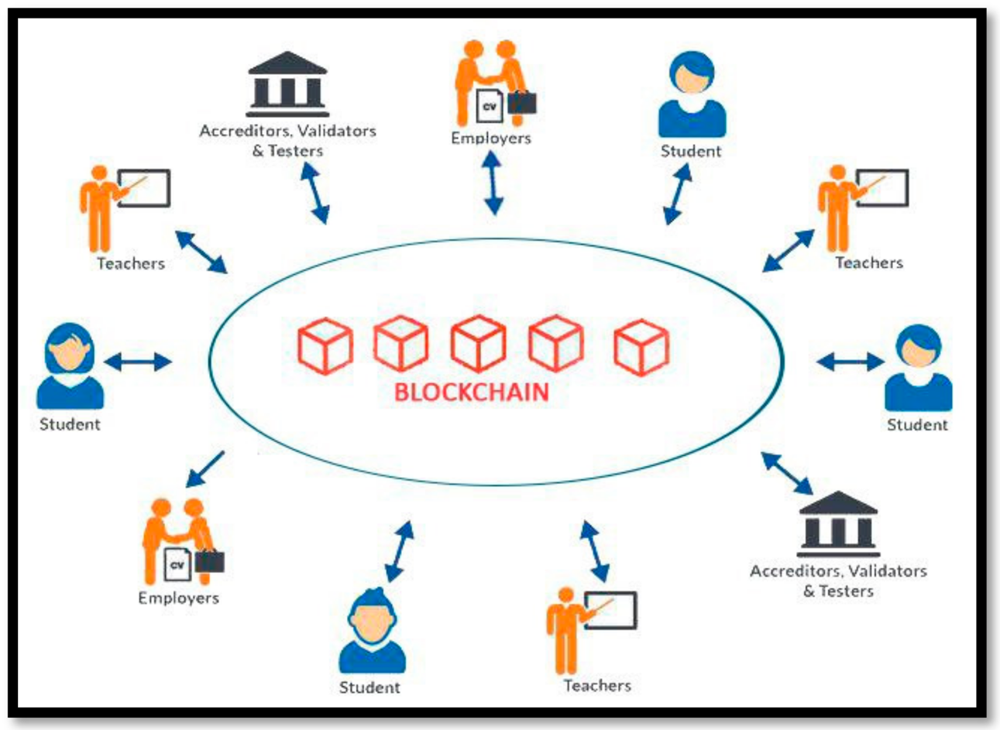 Accreditors, Validators
& Testers
cv
Employers
Student
Teachers
Teachers
BLOCKCHAIN
Student
Student
cv
Employers
Accreditors, Validators
& Testers
Student
Teachers